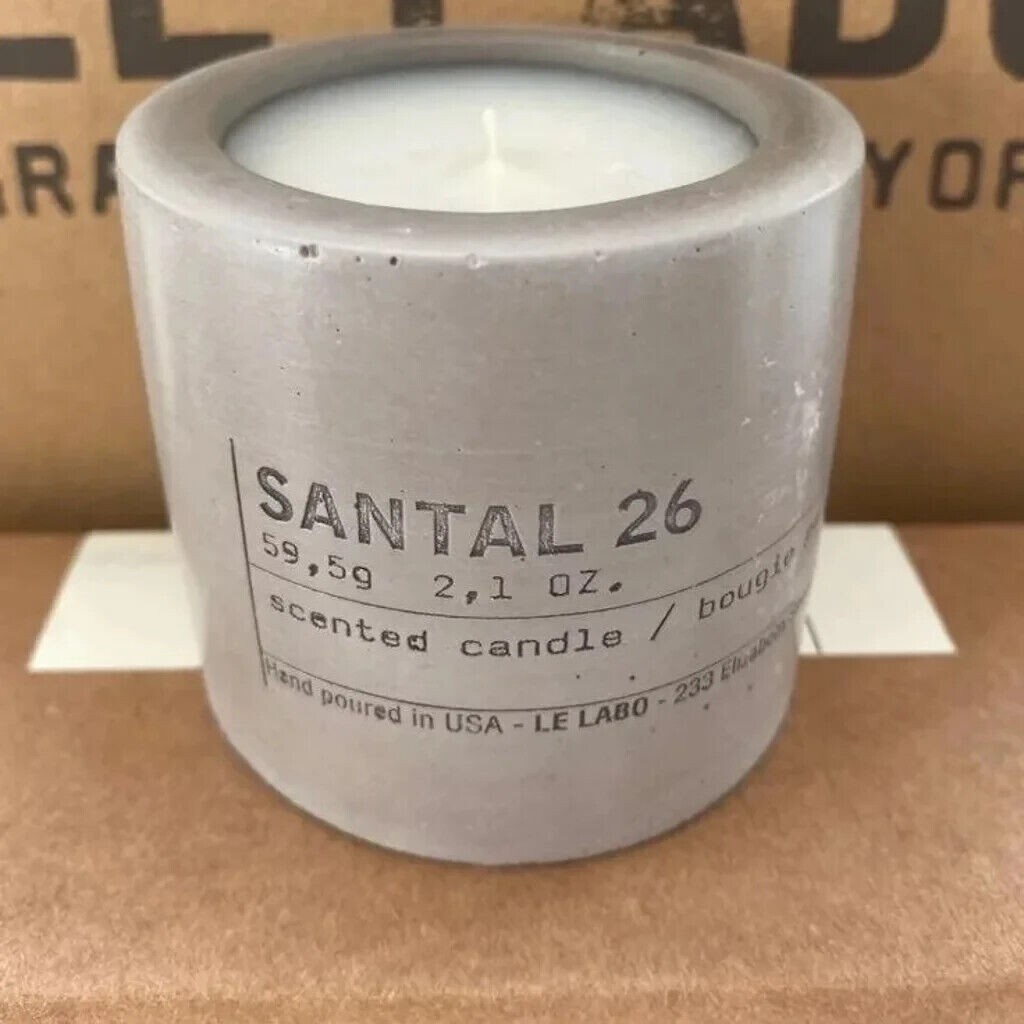 SANTAL 26
59,5g 2,1 OZ.
scented candle / bougie
Hand poured in USA - LE LABO - 233